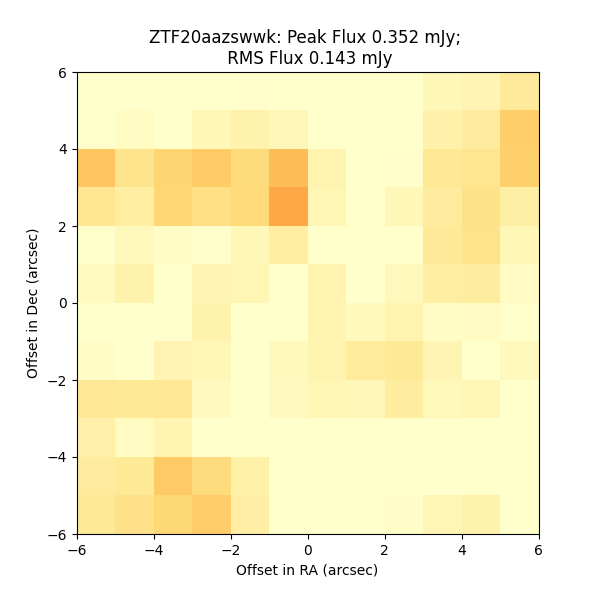 ZTF20aazswwk: Peak Flux 0.352 mJy;
RMS Flux 0.143 mJy
6
4
2
0
−2
−4
−6
Offset in Dec (arcsec)
−6 −4 −2 0 2 4 6
Offset in RA (arcsec)